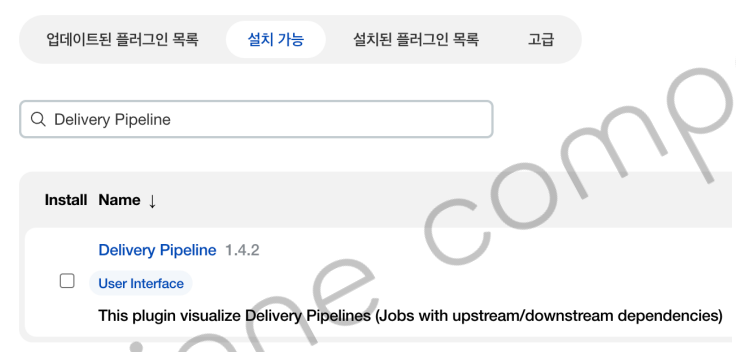 업데이트된 플러그인 목록 설치 가능 설치된 플러그인 목록 고급
Delivery Pipeline
Install Name ↓
Delivery Pipeline 1.4.2
User Interface
This plugin visualize Delivery Pipelines (Jobs with upstream/downstream dependencies)